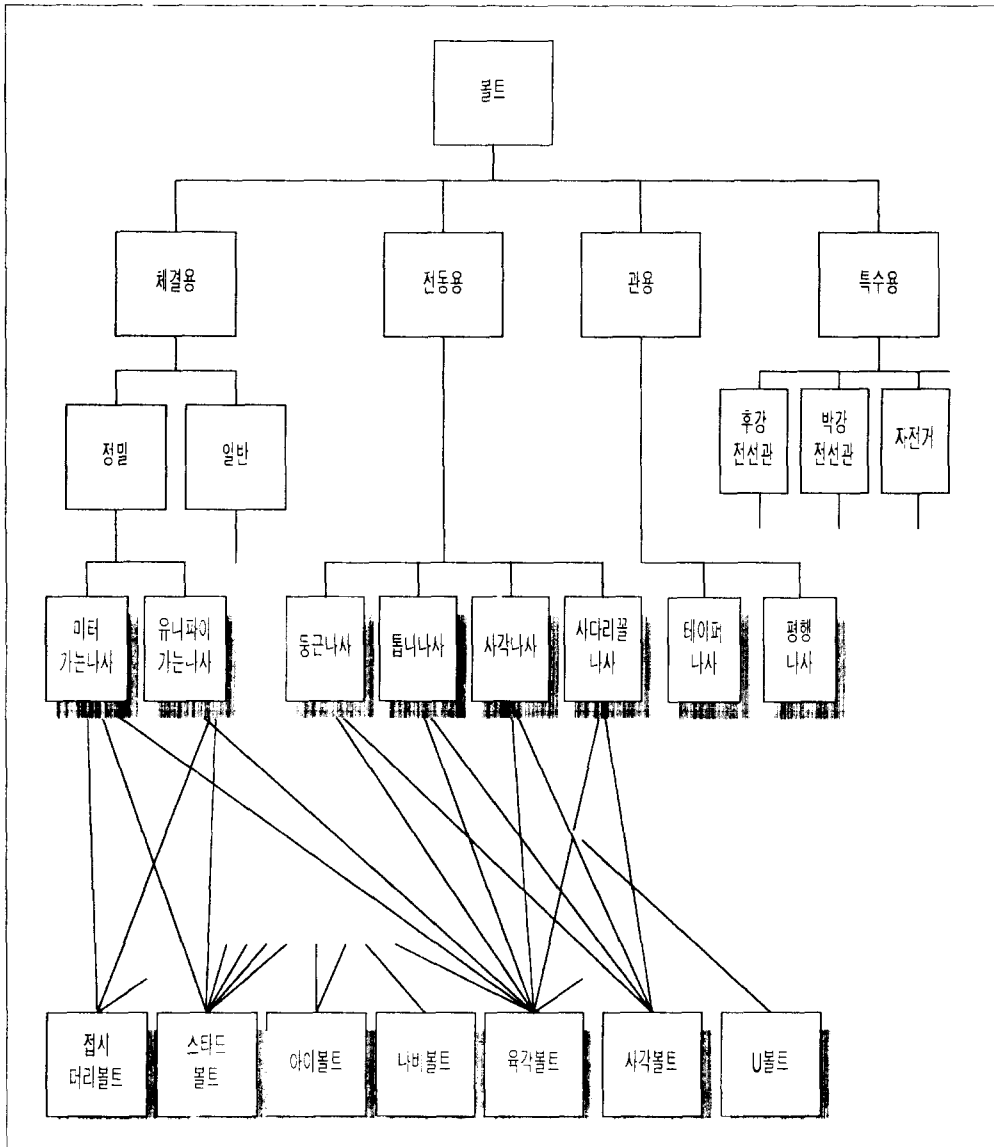 볼트
체결용
전동용
관용
특수용
정밀
일반
후강
전선관
박강
전선관
자전거
미터
가는나사
유니파이
가는나사
둥근나사
톱니나사
사각나사
사다리꼴
나사
테이퍼
나사
평행
나사
접시
머리볼트
스타드
볼트
아이볼트
나비볼트
육각볼트
사각볼트
U볼트